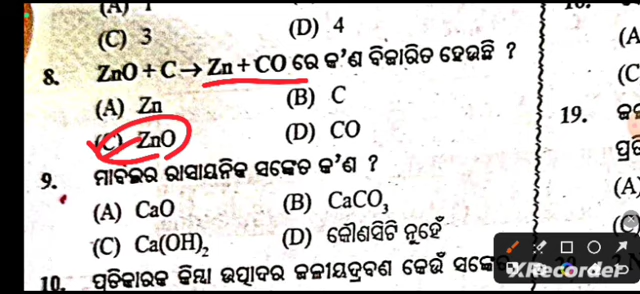 (A) 1
(C) 3
(D) 4
8. ZnO + C → Zn + CO ରେ କ'ଣ ବିଜାରିତ ହେଉଛି ?
(A) Zn
(B) C
(C) ZnO
(D) CO
9. ମାର୍ବଲର ରାସାୟନିକ ସଙ୍କେତ କ'ଣ ?
(A) CaO
(B) CaCO₃
(C) Ca(OH)₂
(D) କୌଣସିଟି ନୁହେଁ
10. ପ୍ରତିକାରକ କିମ୍ବା ଉତ୍ପାଦର ଜଳୀୟଦ୍ରବଣ କେଉଁ
(A
(C
19.
(A)
XRecorder